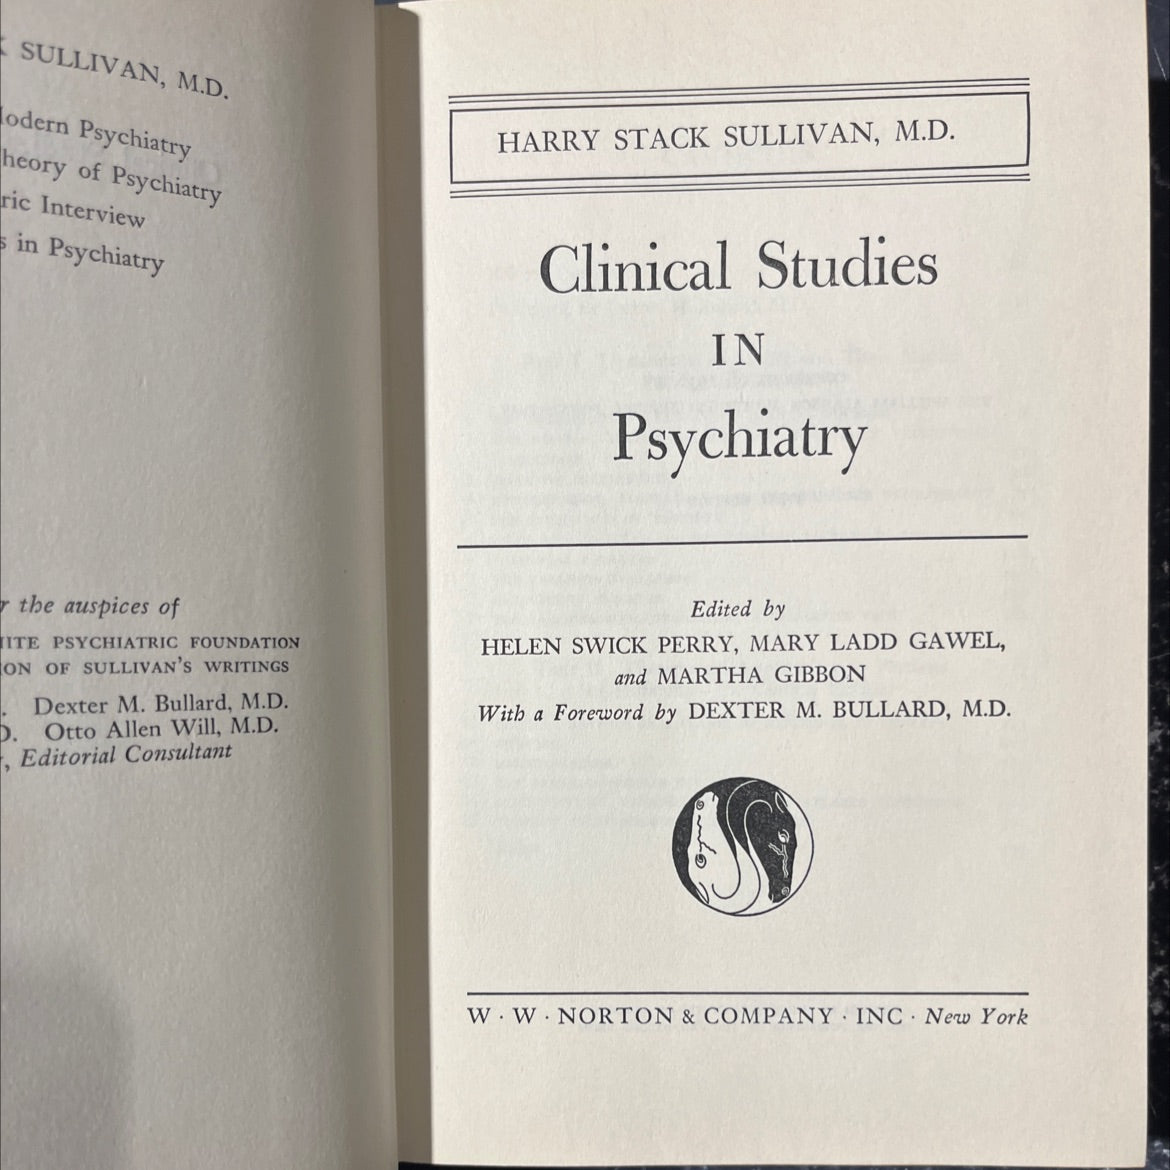 SULLIVAN, M.D.
Modern Psychiatry
Theory of Psychiatry
ric Interview
s in Psychiatry
the auspices of
ITE PSYCHIATRIC FOUNDATION
ON OF SULLIVAN'S WRITINGS
Dexter M. Bullard, M.D.
Otto Allen Will, M.D.
Editorial Consultant
HARRY STACK SULLIVAN, M.D.
Clinical Studies
IN
Psychiatry
Edited by
HELEN SWICK PERRY, MARY LADD GAWEL,
and MARTHA GIBBON
With a Foreword by DEXTER M. BULLARD, M.D.
W · W · NORTON & COMPANY · INC · New York